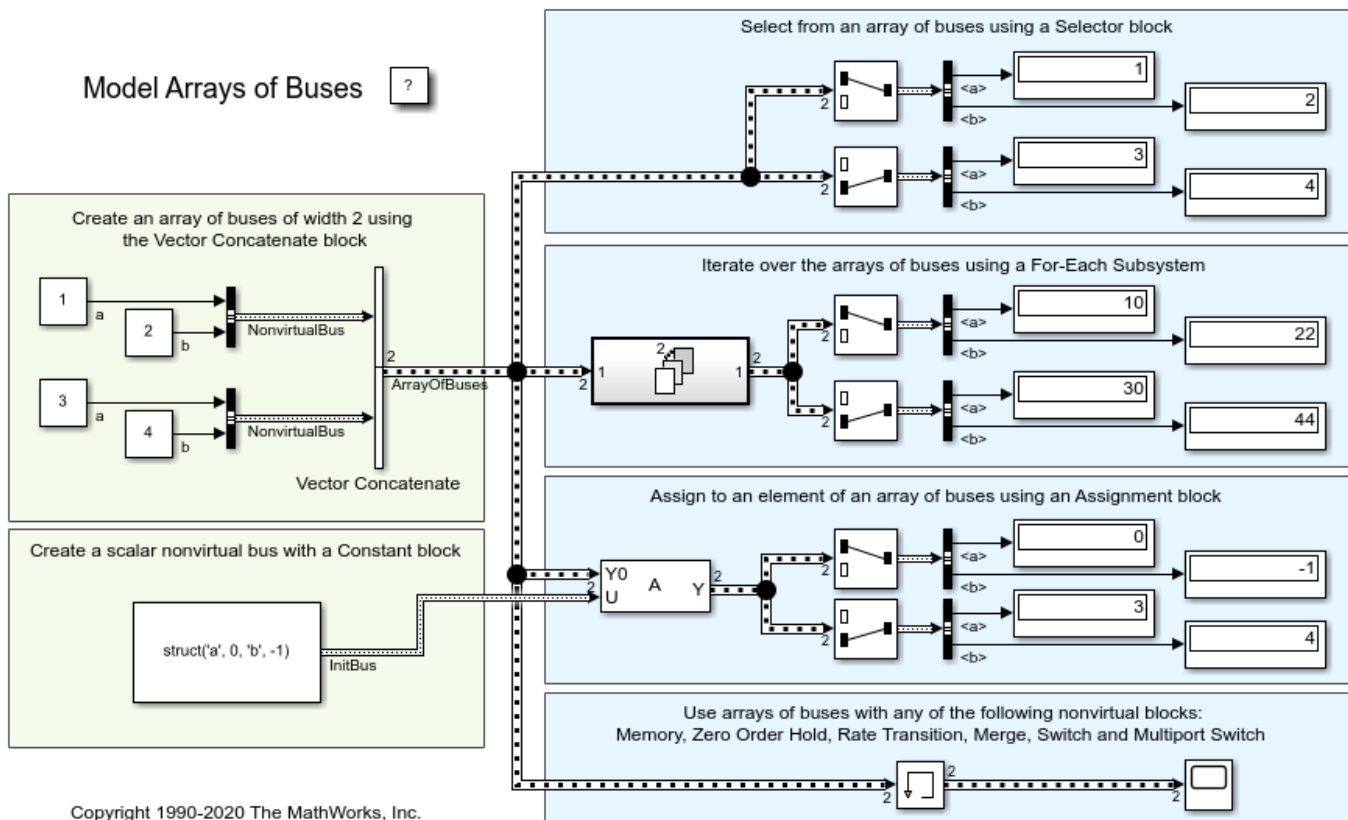 Model Arrays of Buses
?
Create an array of buses of width 2 using
the Vector Concatenate block
1
a
2
b
NonvirtualBus
3
a
4
b
NonvirtualBus
2
ArrayOfBuses
Vector Concatenate
Create a scalar nonvirtual bus with a Constant block
struct('a', 0, 'b', -1)
InitBus
Copyright 1990-2020 The MathWorks, Inc.
Select from an array of buses using a Selector block
2
<a>
1
<b>
2
2
<a>
3
<b>
4
Iterate over the arrays of buses using a For-Each Subsystem
2
1
2
1
2
2
<a>
10
<b>
22
2
<a>
30
<b>
44
Assign to an element of an array of buses using an Assignment block
2
Y0
U
A
Y
2
2
<a>
0
<b>
-1
2
<a>
3
<b>
4
Use arrays of buses with any of the following nonvirtual blocks:
Memory, Zero Order Hold, Rate Transition, Merge, Switch and Multiport Switch
2
2
2